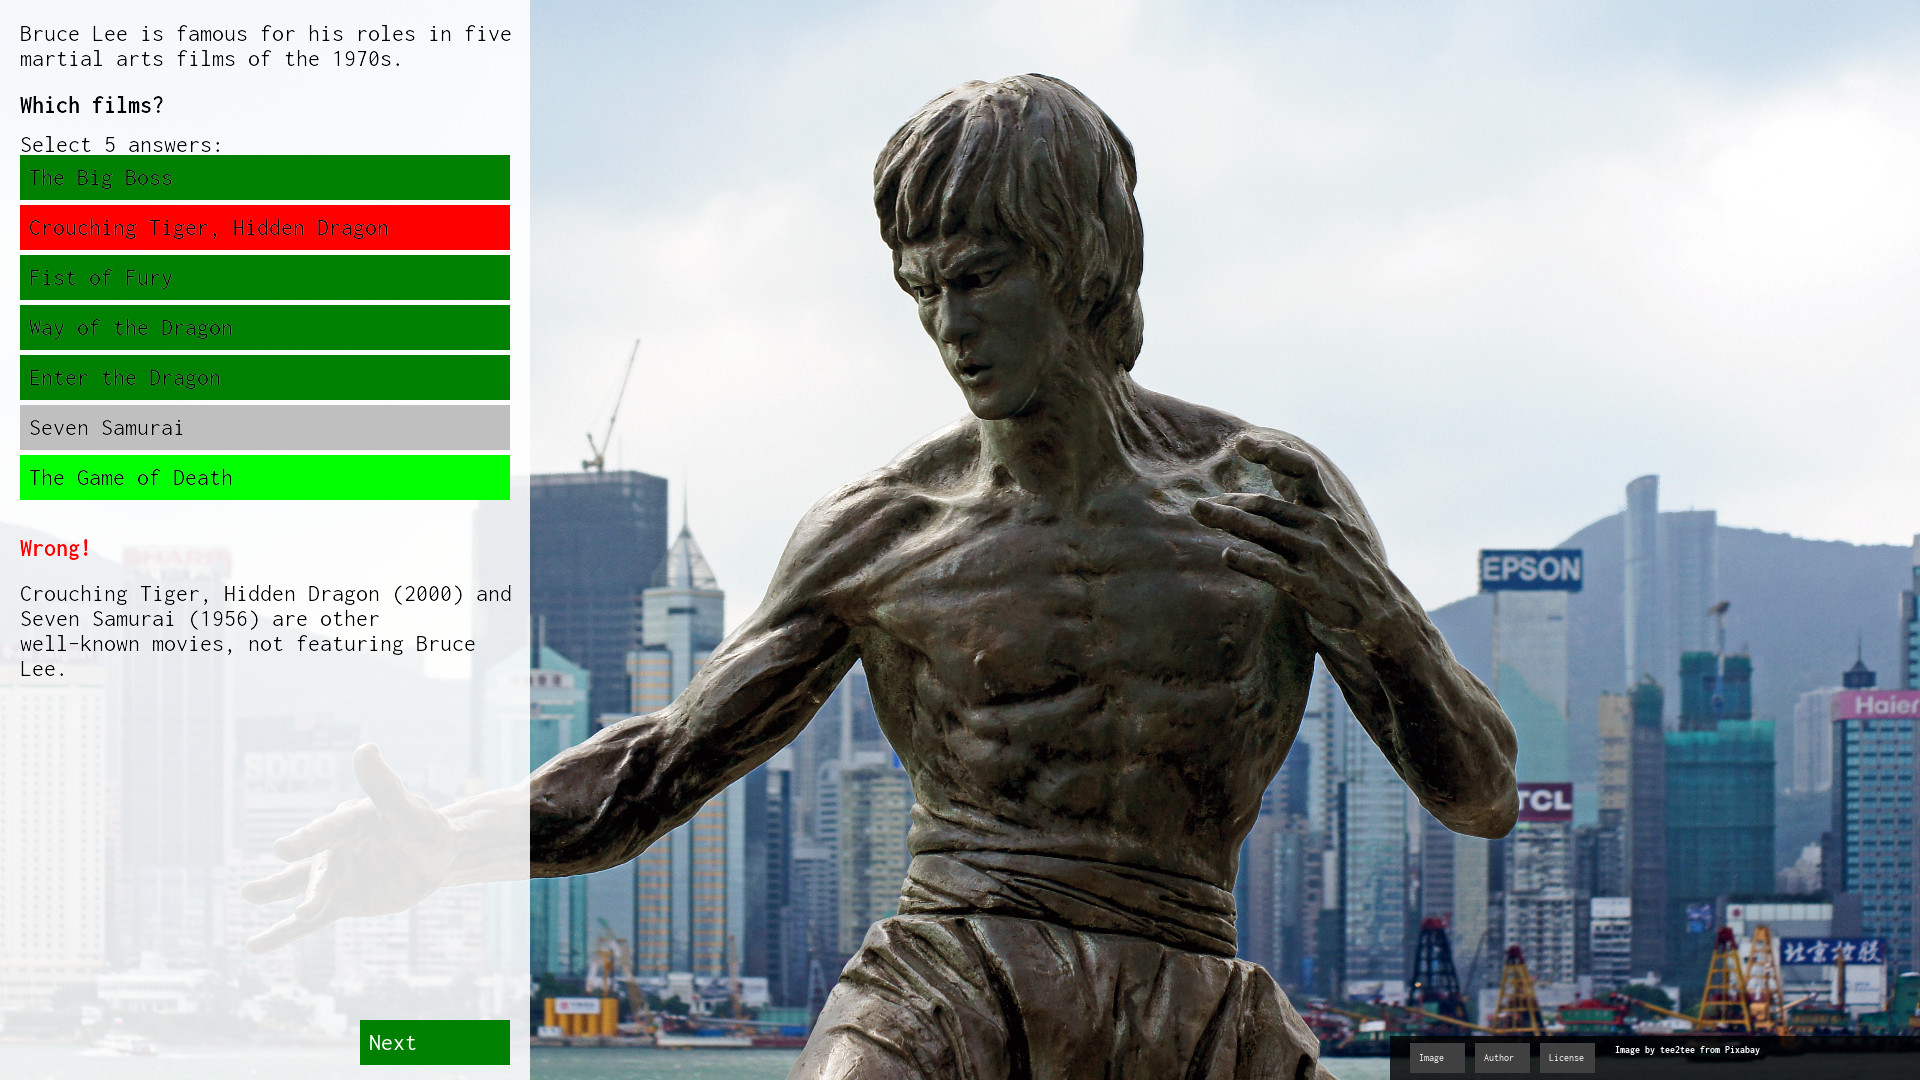 Bruce Lee is famous for his roles in five
martial arts films of the 1970s.
Which films?
Select 5 answers:
The Big Boss
Crouching Tiger, Hidden Dragon
Fist of Fury
Way of the Dragon
Enter the Dragon
Seven Samurai
The Game of Death
Wrong!
Crouching Tiger, Hidden Dragon (2000) and
Seven Samurai (1956) are other
well-known movies, not featuring Bruce
Lee.
Next
SHARP
EPSON
Haier
TCL
Image
Author
License
Image by tee2tee from Pixabay